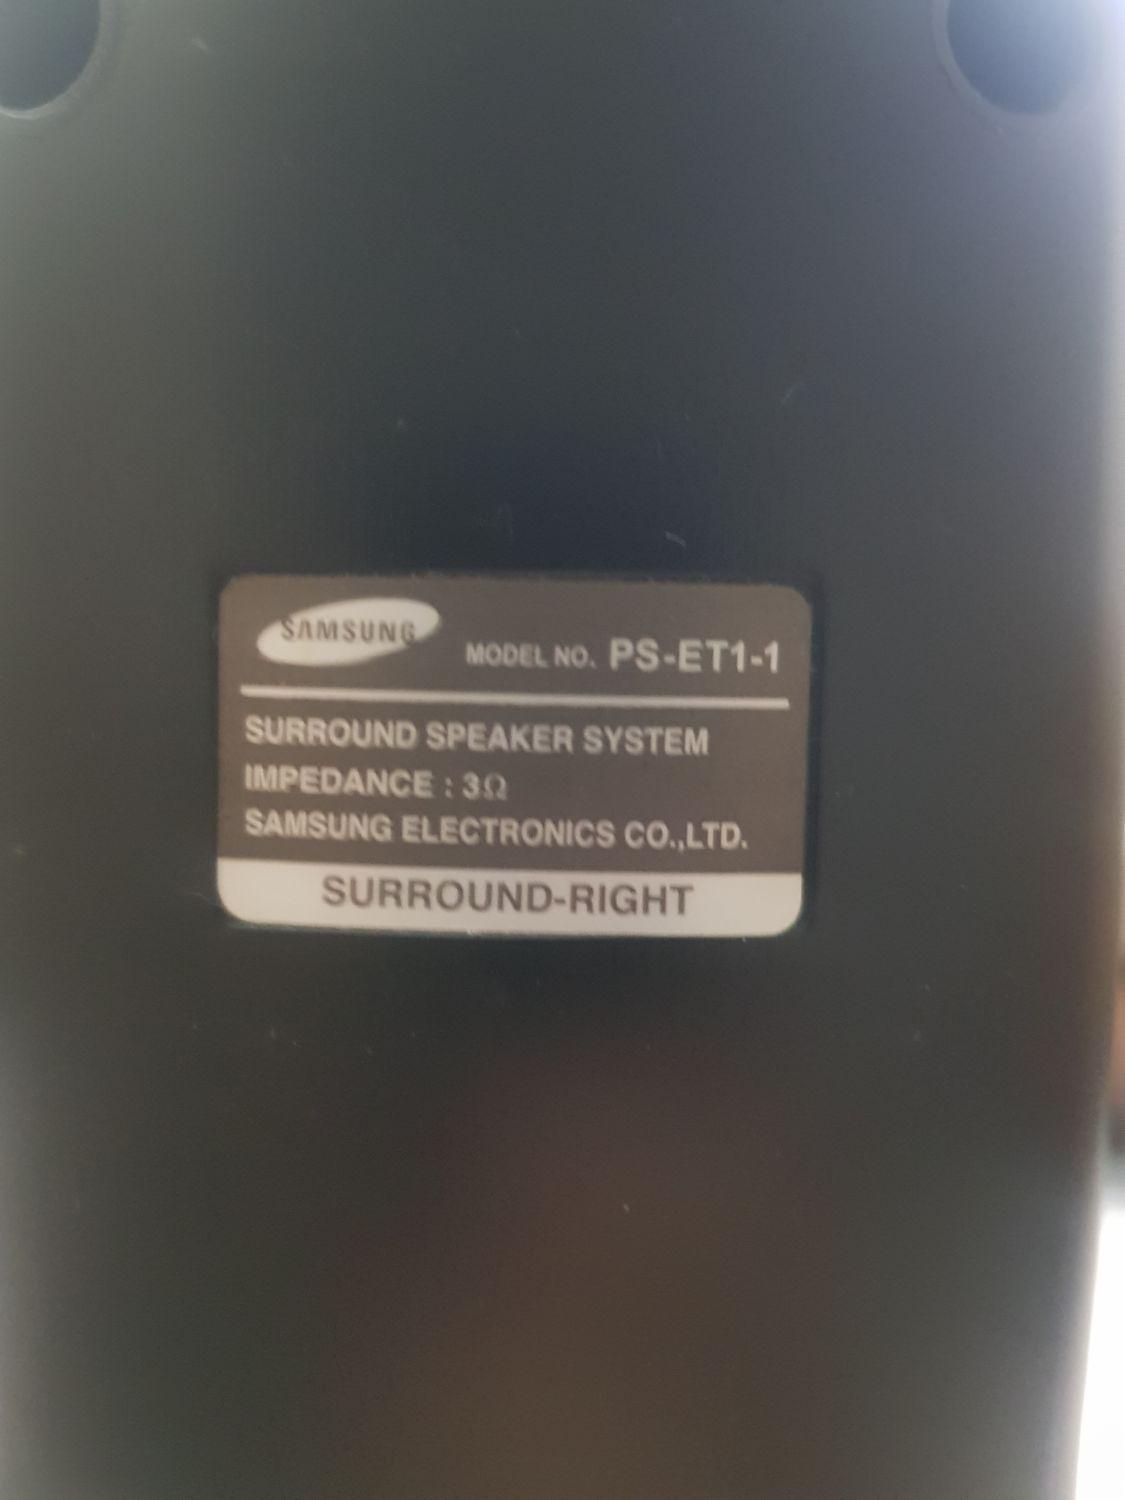 SAMSUNG
MODEL NO. PS-ET1-1
SURROUND SPEAKER SYSTEM
IMPEDANCE : 3Ω
SAMSUNG ELECTRONICS CO.,LTD.
SURROUND-RIGHT